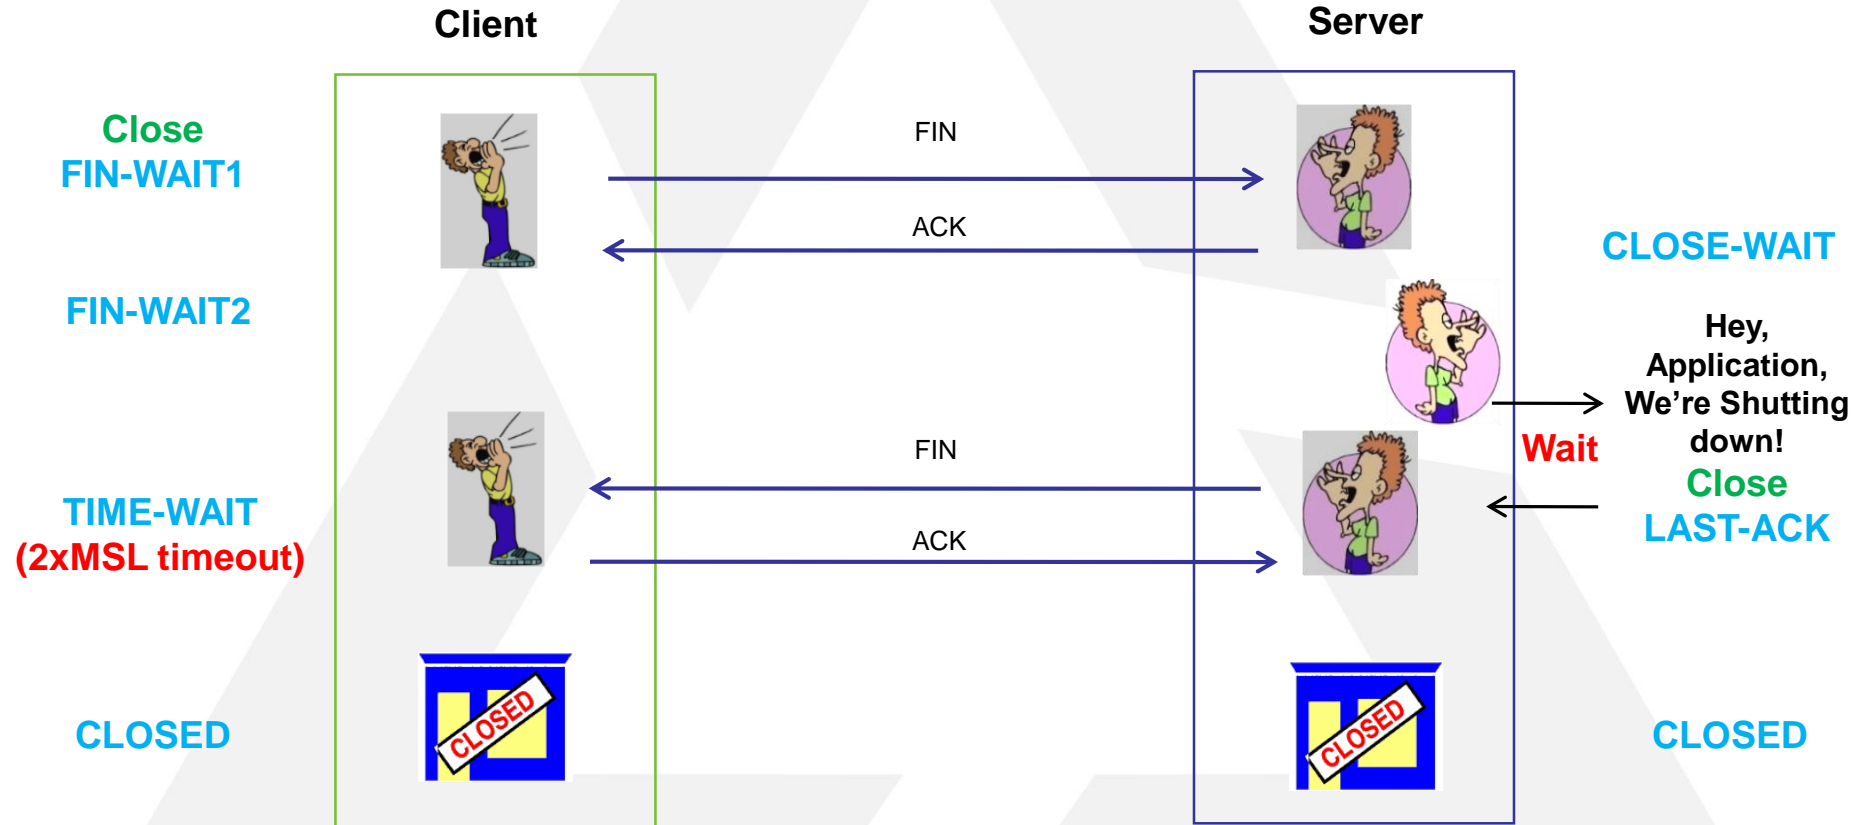 Client
Server
Close
FIN-WAIT1
FIN
ACK
CLOSE-WAIT
FIN-WAIT2
Hey,
Application,
We’re Shutting
down!
Wait
Close
LAST-ACK
FIN
TIME-WAIT
(2xMSL timeout)
ACK
CLOSED
CLOSED
CLOSED
CLOSED